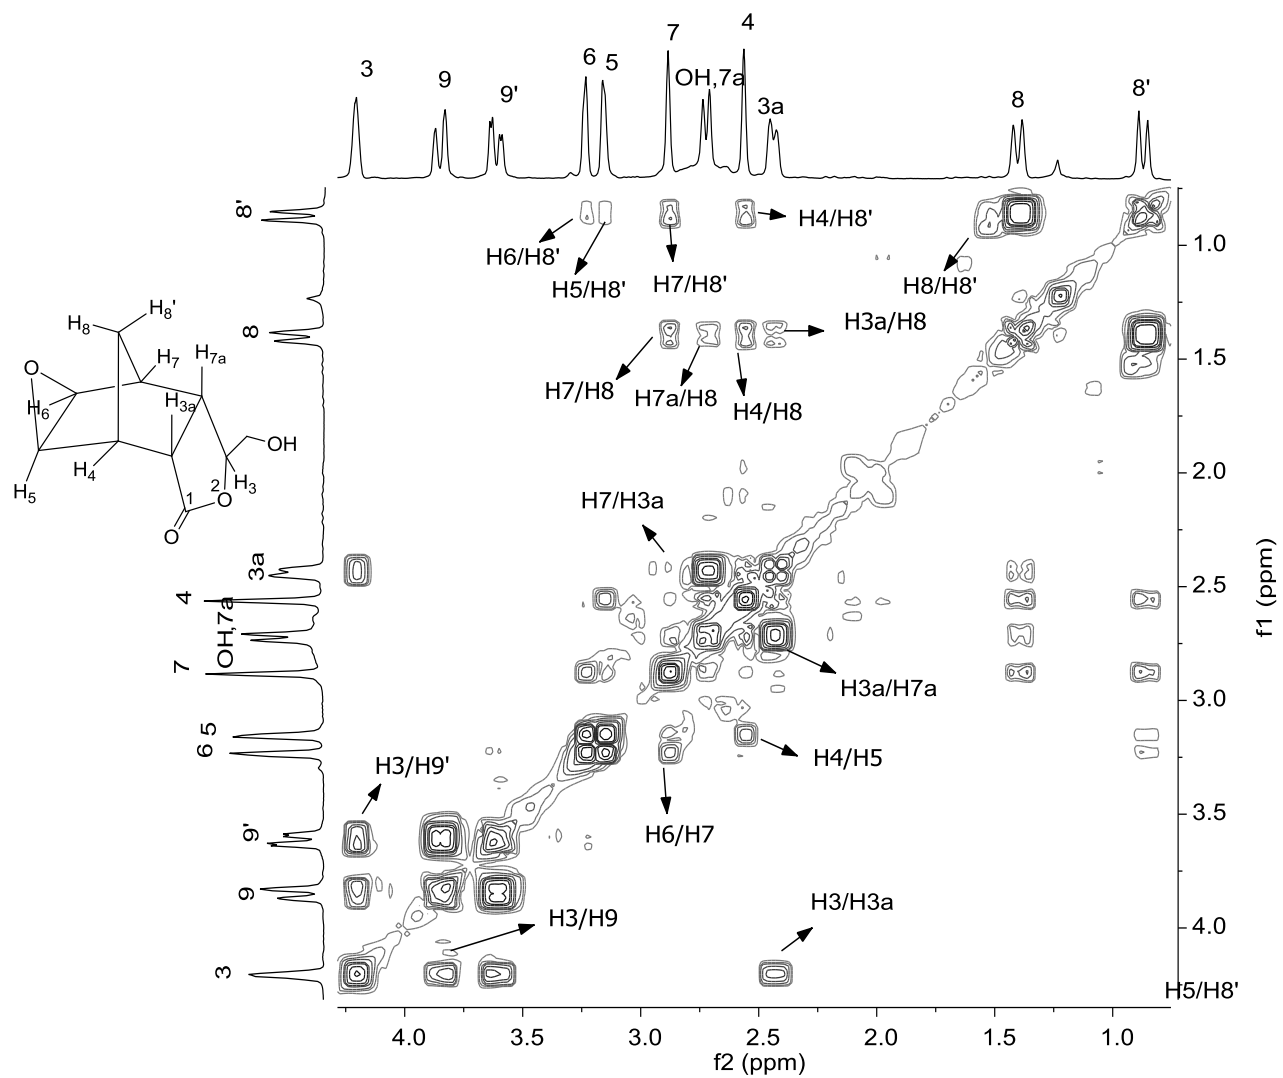 3
9
9'
6
5
7
OH,7a
4
3a
8
8'
8'
8
3a
4
OH,7a
7
6 5
9'
9
3
H8
H8'
O
H7
H7a
H6
H3a
OH
H4
H3
H5
1
2
O
O
H6/H8'
H5/H8'
H7/H8'
H4/H8'
H8/H8'
H3a/H8
H7/H8
H7a/H8
H4/H8
H7/H3a
H3a/H7a
H4/H5
H3/H9'
H6/H7
H3/H9
H3/H3a
H5/H8'
1.0
1.5
2.0
2.5
3.0
3.5
4.0
f1 (ppm)
4.0
3.5
3.0
2.5
2.0
1.5
1.0
f2 (ppm)